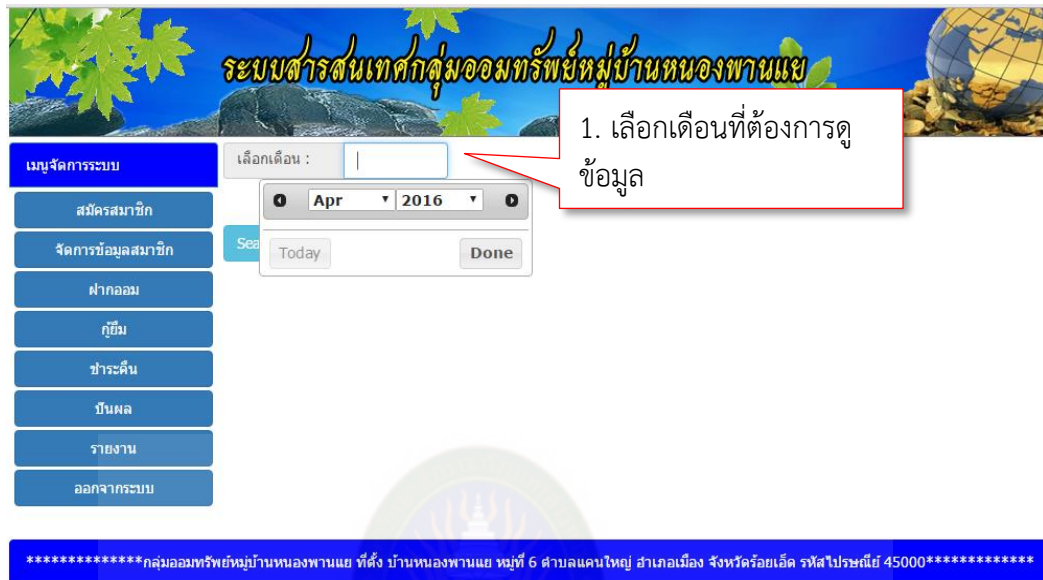 ระบบสารสนเทศกลุ่มออมทรัพย์หมู่บ้านหนองพานแย
1. เลือกเดือนที่ต้องการดู
ข้อมูล
เมนูจัดการระบบ
เลือกเดือน :
สมัครสมาชิก
Apr 2016
จัดการข้อมูลสมาชิก
Sea
Today Done
ฝากออม
กู้ยืม
ชำระคืน
ปันผล
รายงาน
ออกจากระบบ
**************กลุ่มออมทรัพย์หมู่บ้านหนองพานแย ที่ตั้ง บ้านหนองพานแย หมู่ที่ 6 ตำบลแคนใหญ่ อำเภอเมือง จังหวัดร้อยเอ็ด รหัสไปรษณีย์ 45000*************